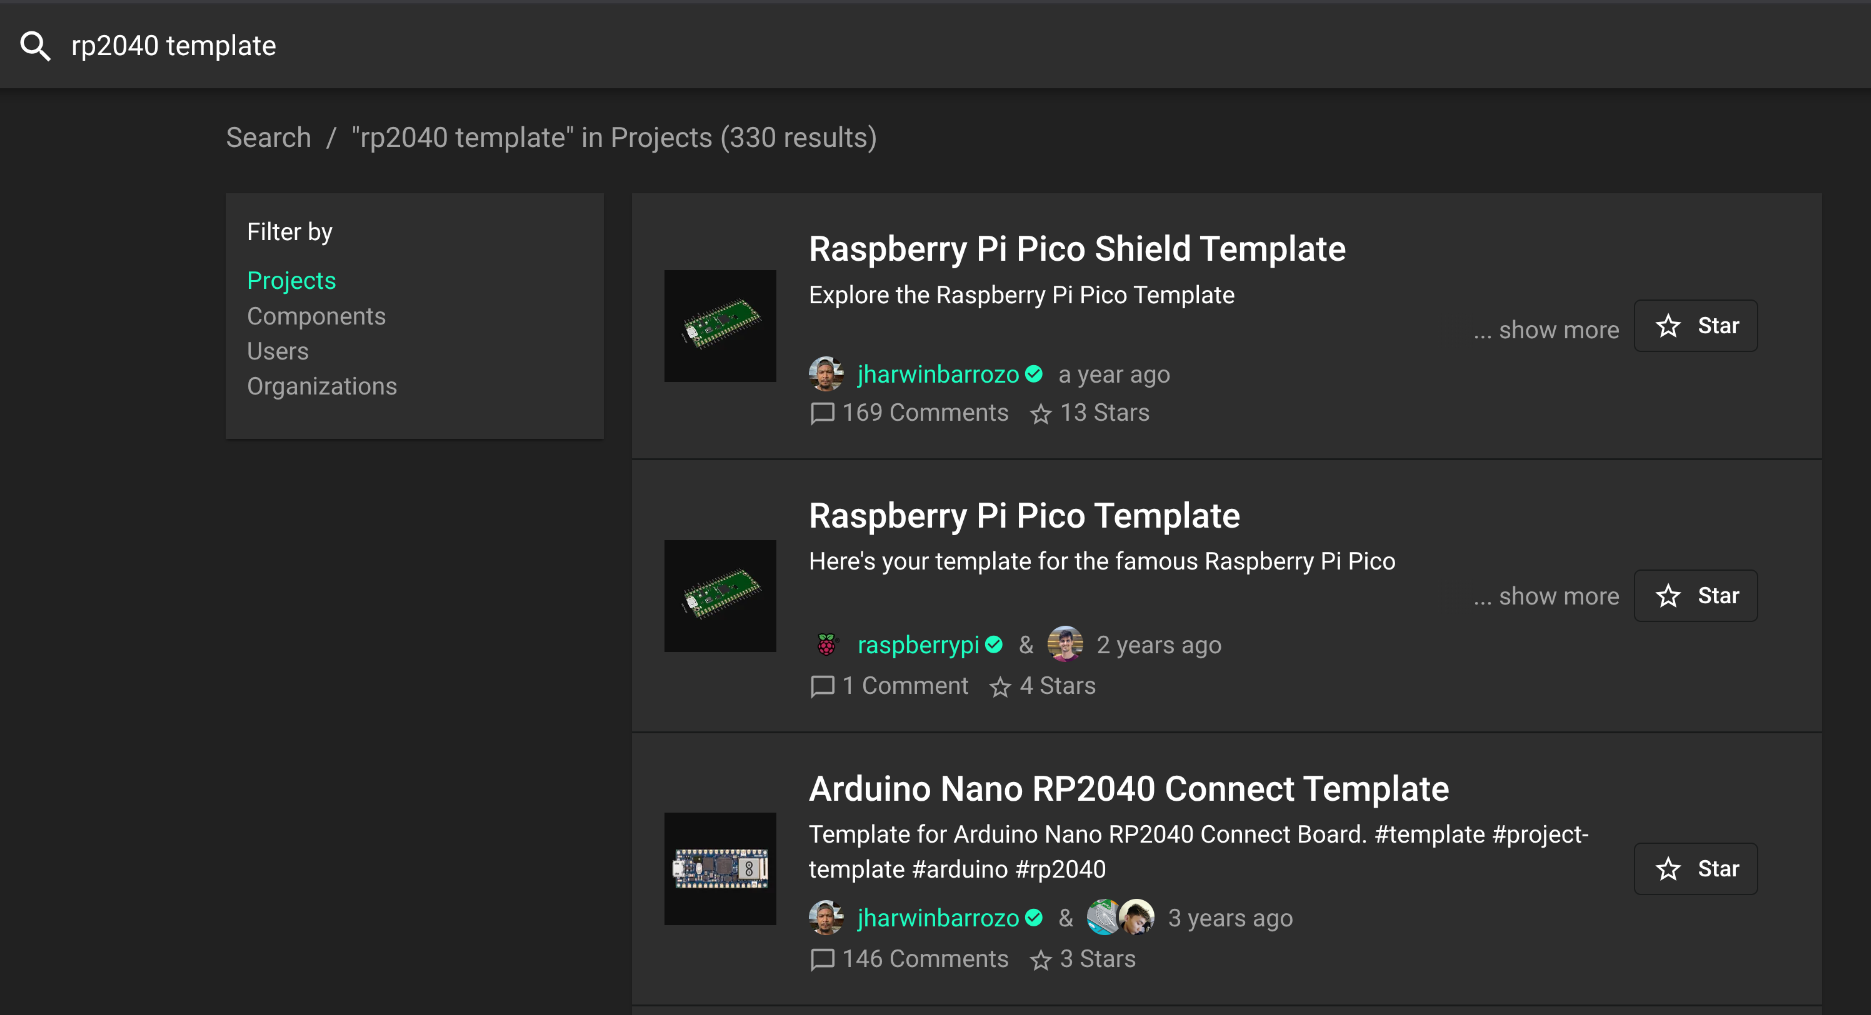 rp2040 template
Search / "rp2040 template" in Projects (330 results)
Filter by
Projects
Components
Users
Organizations
Raspberry Pi Pico Shield Template
Explore the Raspberry Pi Pico Template
... show more
Star
jharwinbarrozo a year ago
169 Comments 13 Stars
Raspberry Pi Pico Template
Here's your template for the famous Raspberry Pi Pico
... show more
Star
raspberrypi & 2 years ago
1 Comment 4 Stars
Arduino Nano RP2040 Connect Template
Template for Arduino Nano RP2040 Connect Board. #template #project-
template #arduino #rp2040
Star
jharwinbarrozo & 3 years ago
146 Comments 3 Stars